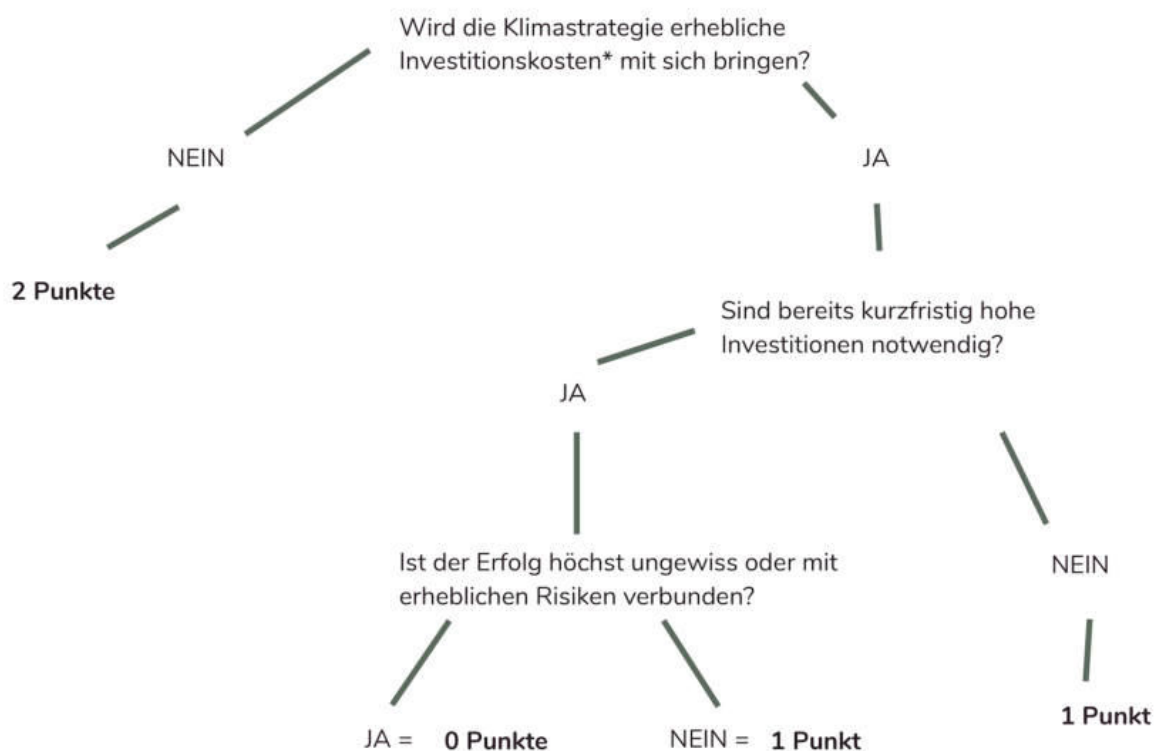 Wird die Klimastrategie erhebliche
Investitionskosten* mit sich bringen?
NEIN
JA
2 Punkte
Sind bereits kurzfristig hohe
Investitionen notwendig?
JA
Ist der Erfolg höchst ungewiss oder mit
erheblichen Risiken verbunden?
NEIN
JA = 0 Punkte
NEIN = 1 Punkt
1 Punkt